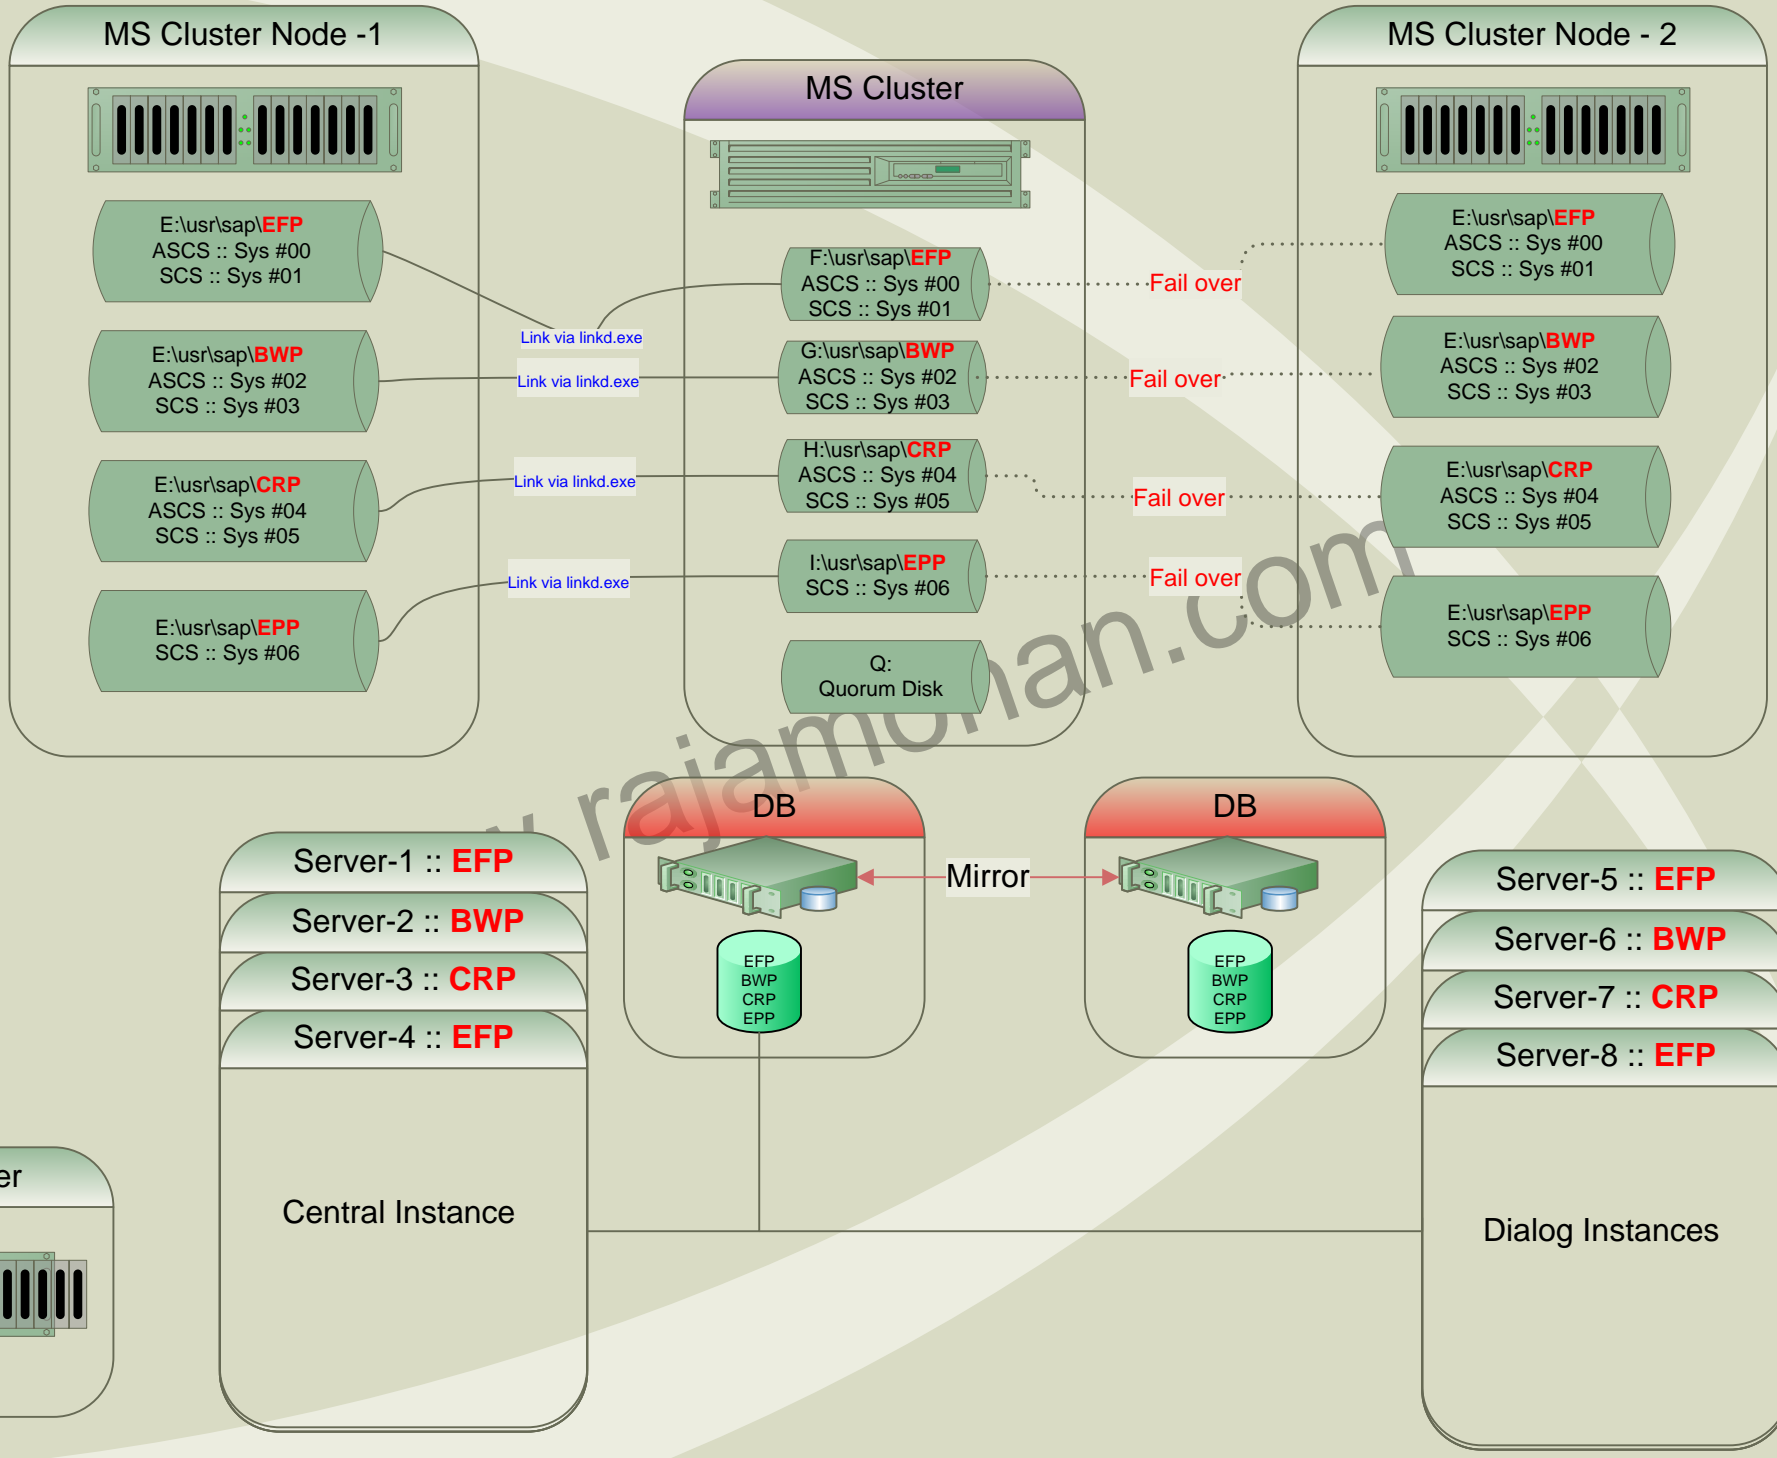 MS Cluster Node -1
E:\usr\sap\EFP
ASCS :: Sys #00
SCS :: Sys #01
E:\usr\sap\BWP
ASCS :: Sys #02
SCS :: Sys #03
E:\usr\sap\CRP
ASCS :: Sys #04
SCS :: Sys #05
E:\usr\sap\EPP
SCS :: Sys #06
Link via linkd.exe
Link via linkd.exe
Link via linkd.exe
Link via linkd.exe
MS Cluster
F:\usr\sap\EFP
ASCS :: Sys #00
SCS :: Sys #01
G:\usr\sap\BWP
ASCS :: Sys #02
SCS :: Sys #03
H:\usr\sap\CRP
ASCS :: Sys #04
SCS :: Sys #05
I:\usr\sap\EPP
SCS :: Sys #06
Q:
Quorum Disk
Fail over
Fail over
Fail over
Fail over
MS Cluster Node - 2
E:\usr\sap\EFP
ASCS :: Sys #00
SCS :: Sys #01
E:\usr\sap\BWP
ASCS :: Sys #02
SCS :: Sys #03
E:\usr\sap\CRP
ASCS :: Sys #04
SCS :: Sys #05
E:\usr\sap\EPP
SCS :: Sys #06
rajamohan.com
DB
EFP
BWP
CRP
EPP
Mirror
DB
EFP
BWP
CRP
EPP
Server-1 :: EFP
Server-2 :: BWP
Server-3 :: CRP
Server-4 :: EFP
Central Instance
Server-5 :: EFP
Server-6 :: BWP
Server-7 :: CRP
Server-8 :: EFP
Dialog Instances
er